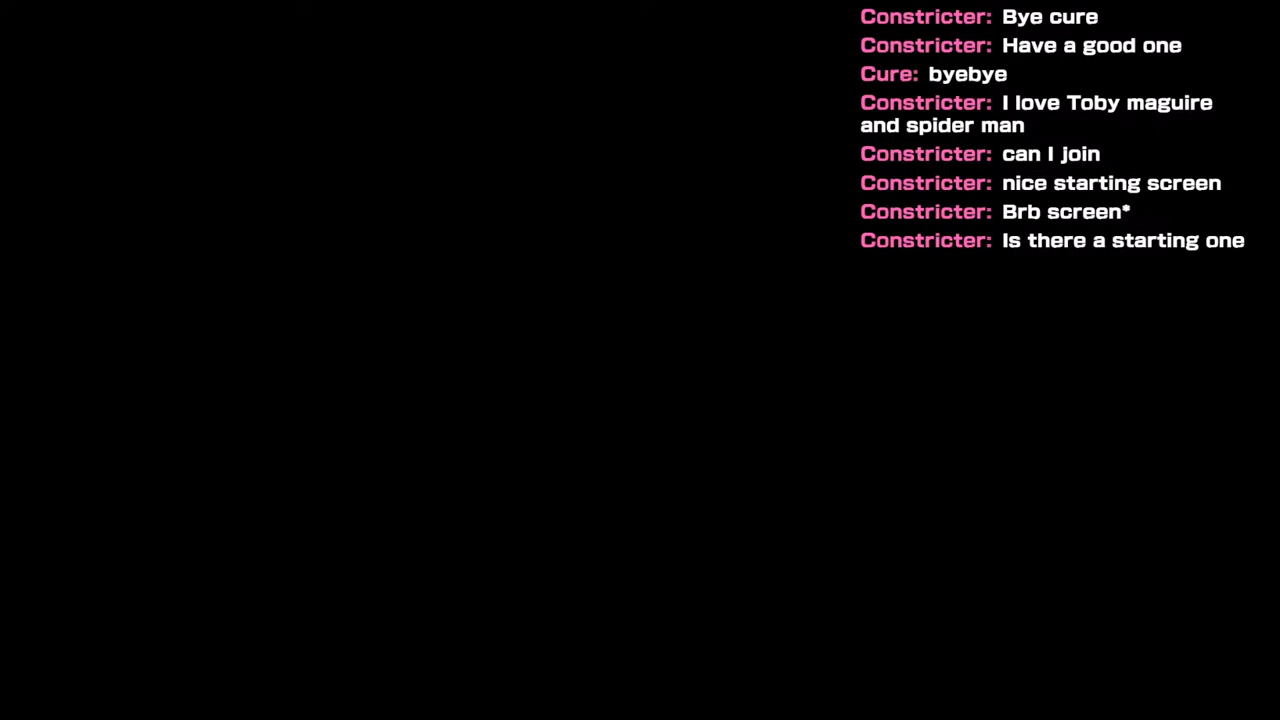 Constricter: Bye cure
Constricter: Have a good one
Cure: byebye
Constricter: I love Toby maguire
and spider man
Constricter: can I join
Constricter: nice starting screen
Constricter: Brb screen*
Constricter: Is there a starting one